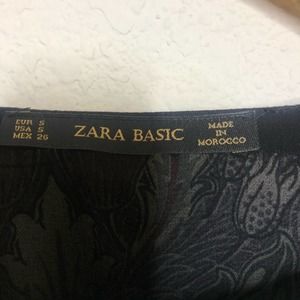 EUR S
USA S
MEX 26
ZARA BASIC
MADE
IN
MOROCCO